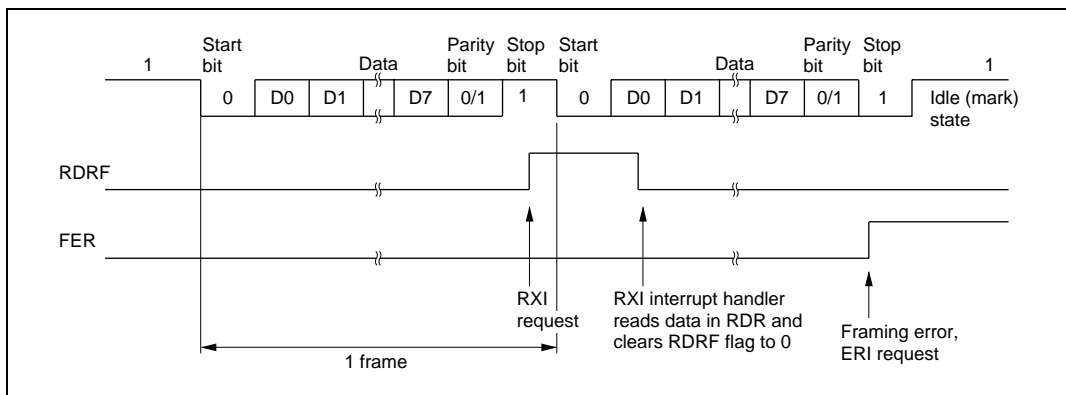 Start bit
Data
Parity bit
Stop bit
Start bit
Data
Parity bit
Stop bit
1
1
0
D0
D1
D7
0/1
1
0
D0
D1
D7
0/1
1
Idle (mark)
state
RDRF
FER
RXI
request
RXI interrupt handler
reads data in RDR and
clears RDRF flag to 0
Framing error,
ERI request
1 frame